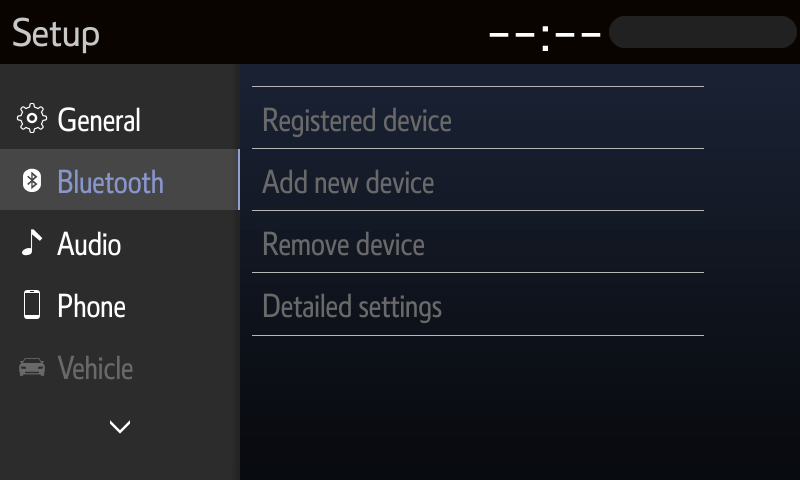 Setup
--:--
General
Bluetooth
Audio
Phone
Vehicle
Registered device
Add new device
Remove device
Detailed settings